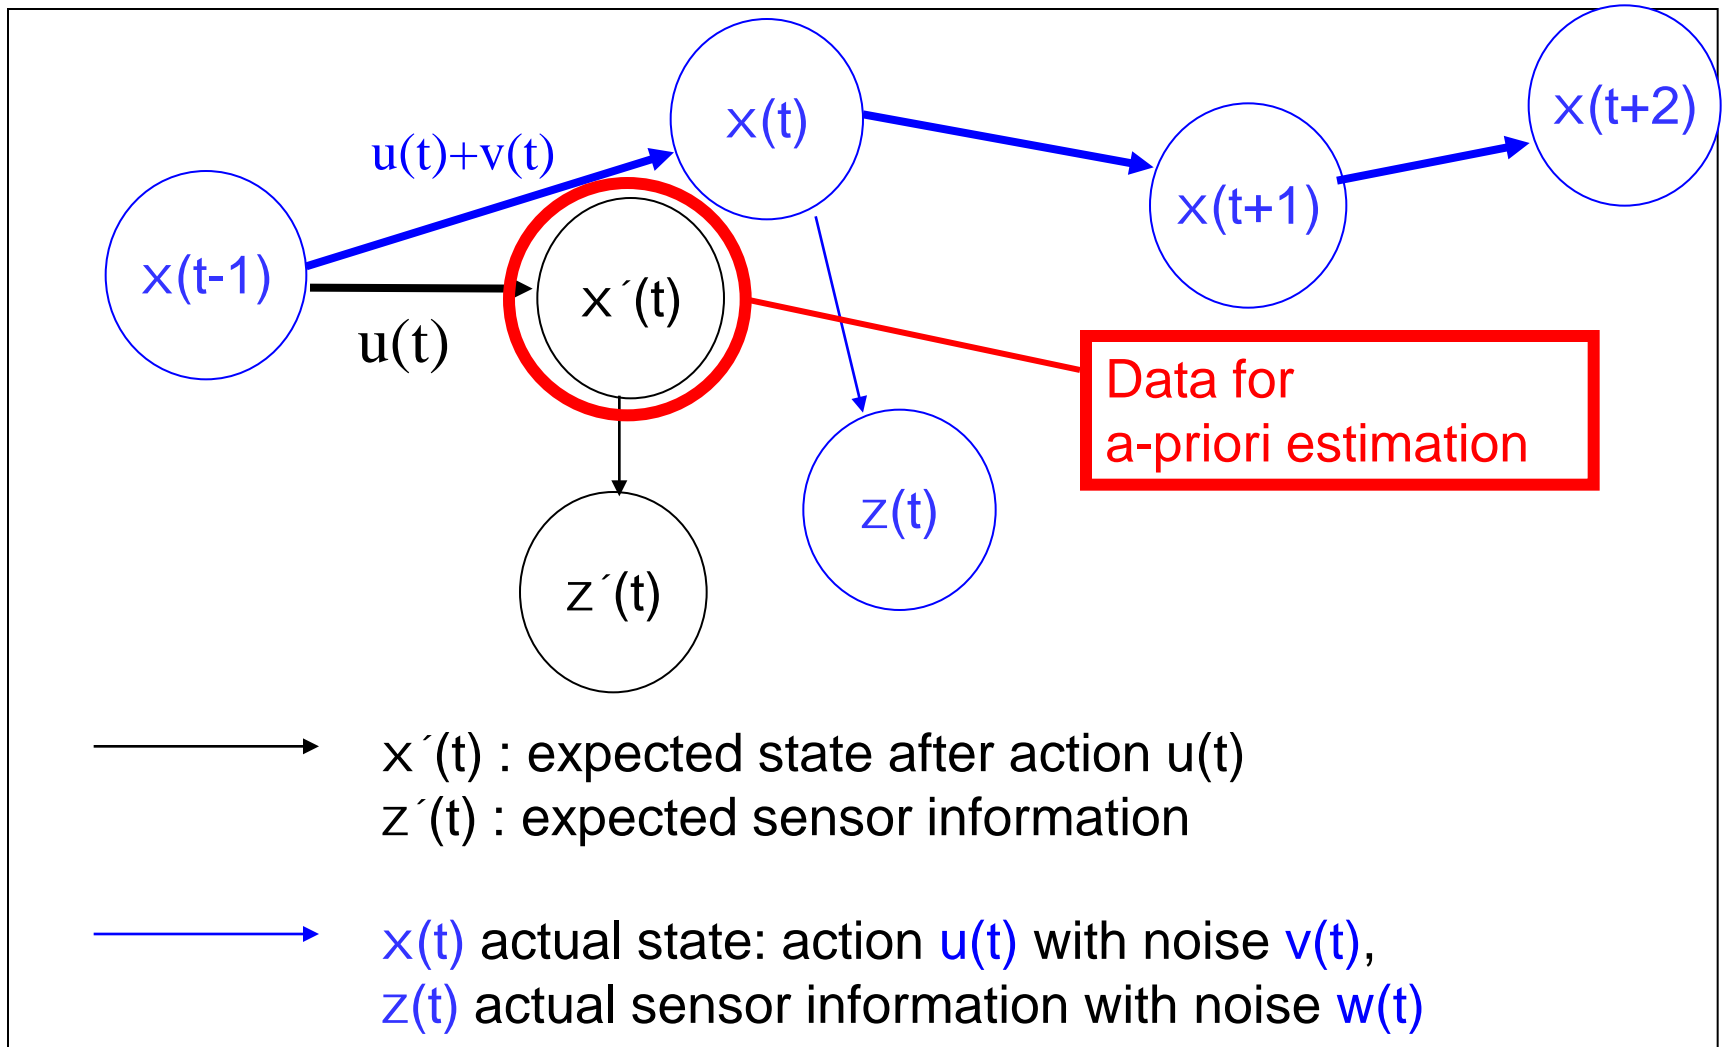 x(t+2)
x(t)
u(t)+v(t)
x(t+1)
x(t-1)
x´(t)
u(t)
Data for
a-priori estimation
z(t)
z´(t)
x´(t) : expected state after action u(t)
z´(t) : expected sensor information
x(t) actual state: action u(t) with noise v(t),
z(t) actual sensor information with noise w(t)